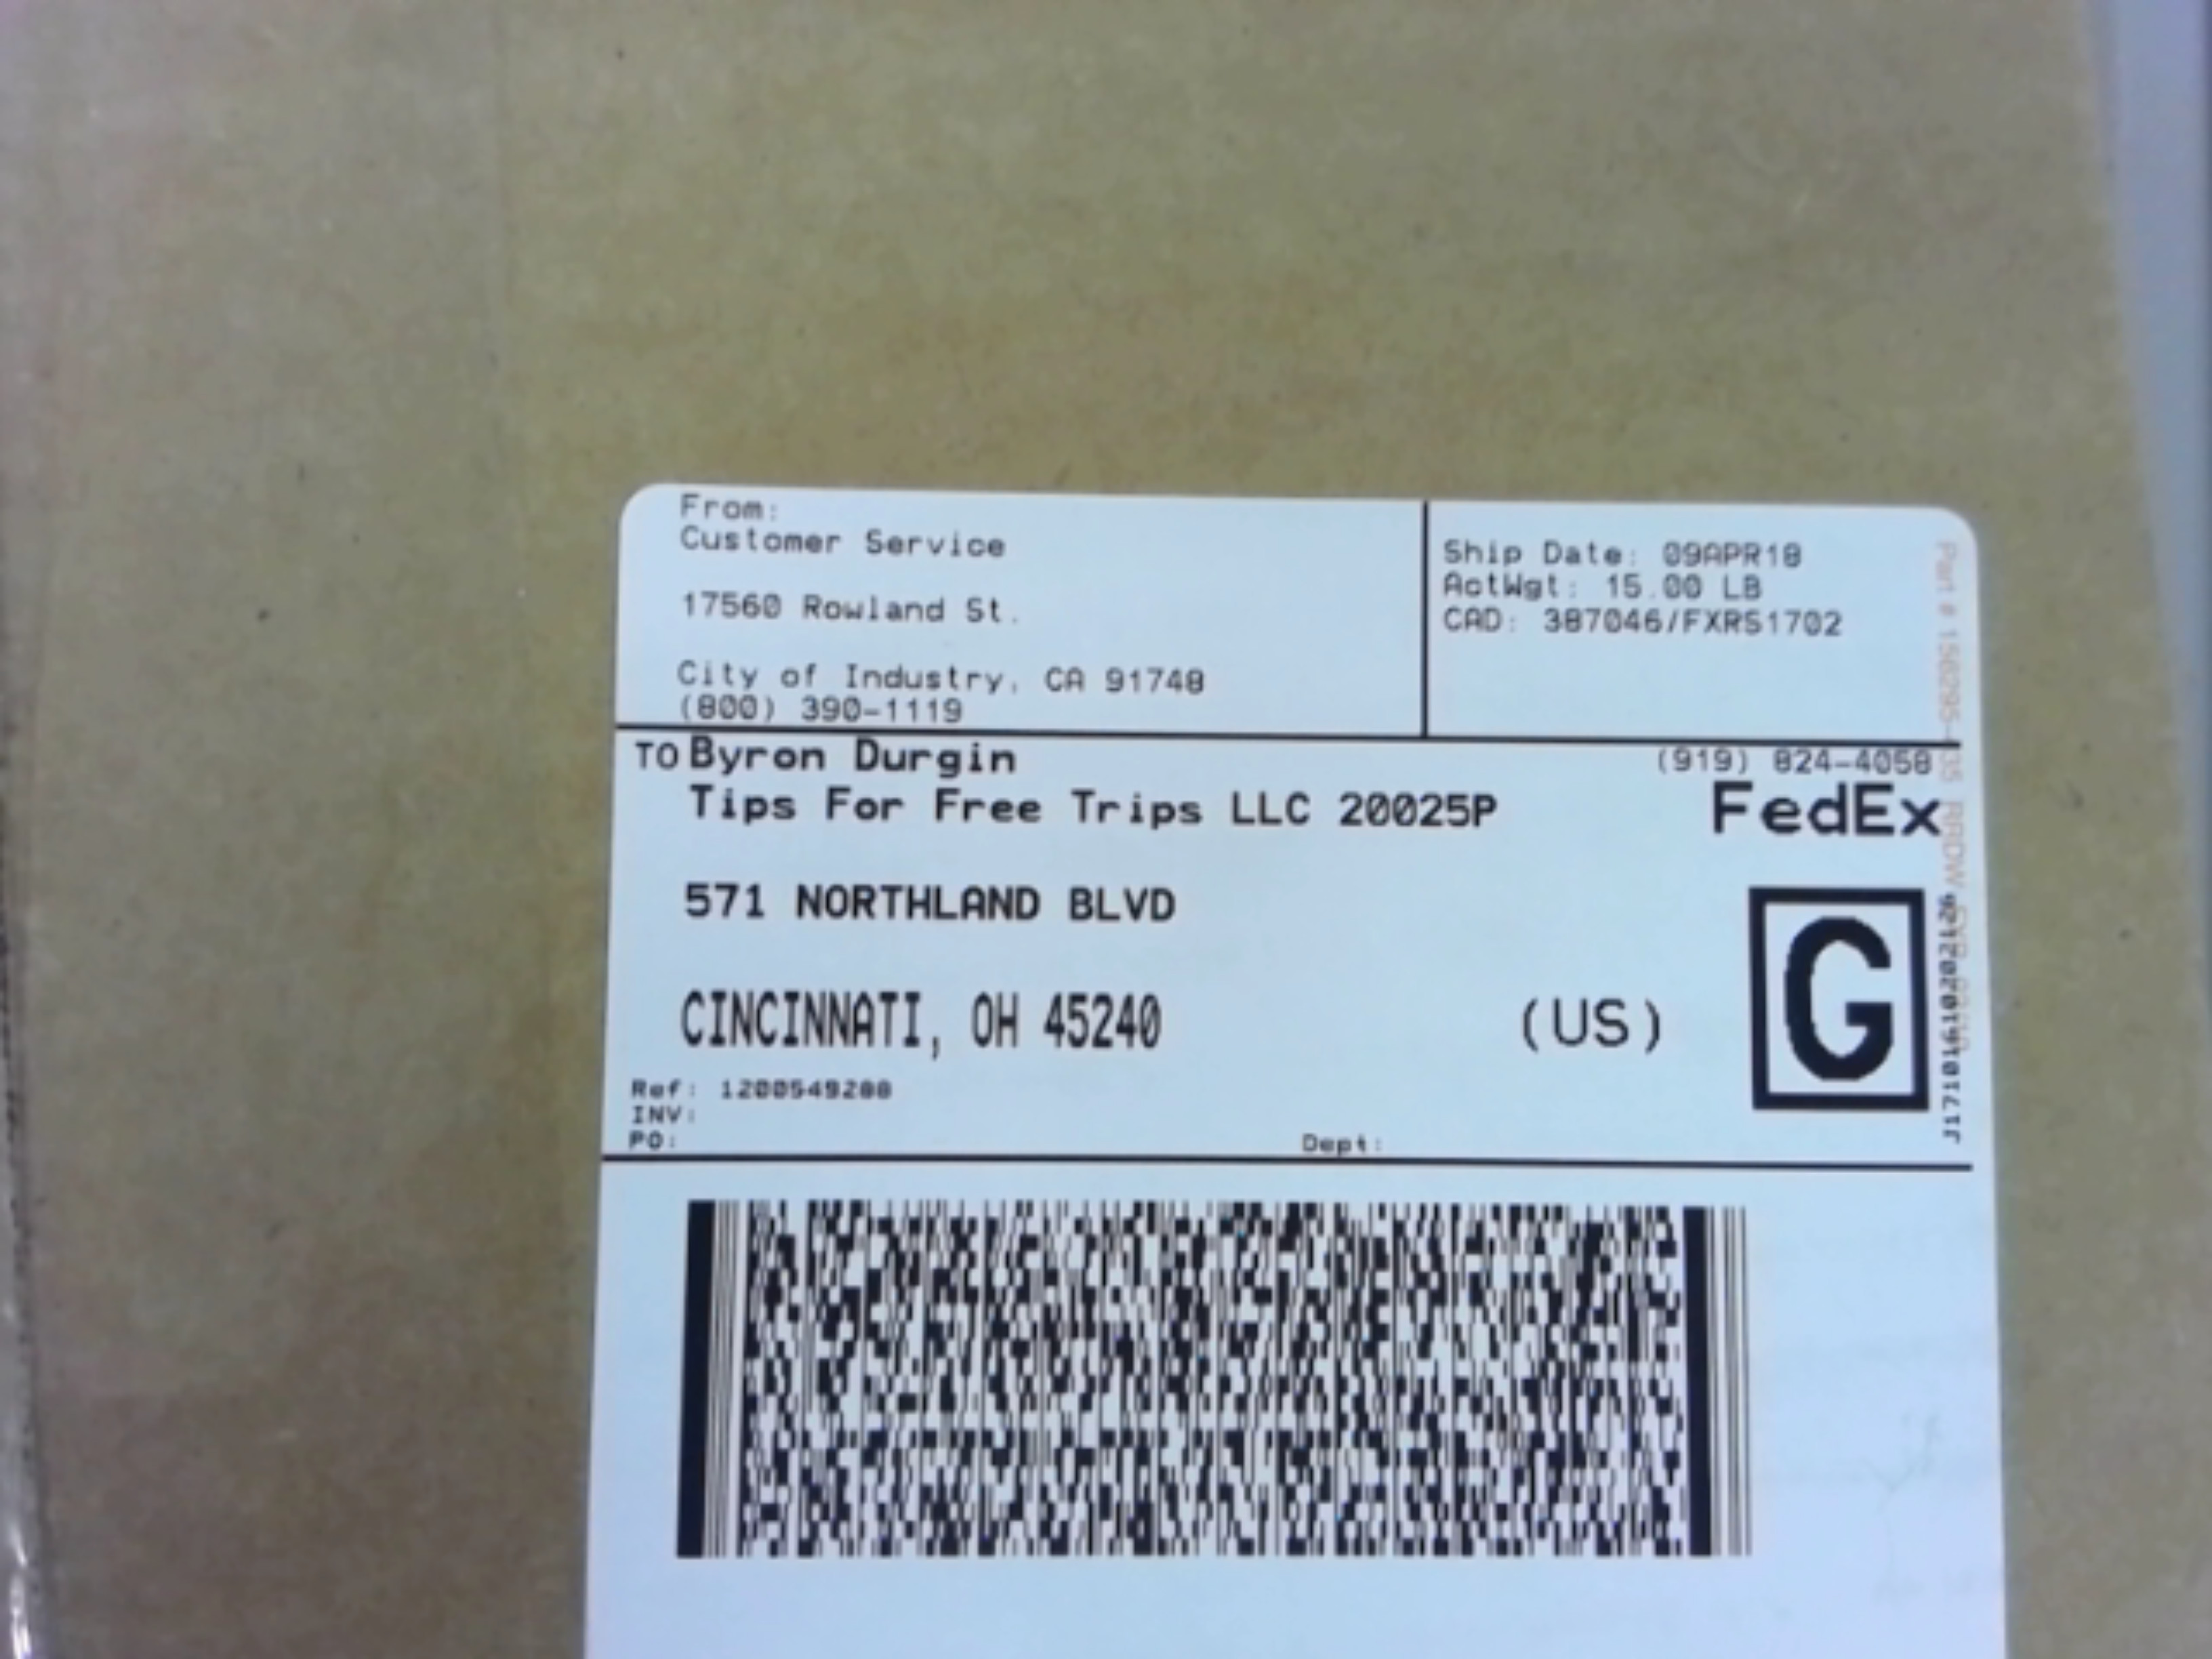 From:
Customer Service
17560 Rowland St.
City of Industry, CA 91748
(800) 390-1119
Ship Date: 09APR18
ActWgt: 15.00 LB
CAD: 387046/FXRS1702
TO Byron Durgin
(919) 824-4058
Tips For Free Trips LLC 20025P
FedEx
571 NORTHLAND BLVD
G
CINCINNATI, OH 45240
(US)
Ref: 1200549288
INV:
PO:
Dept:
Part #